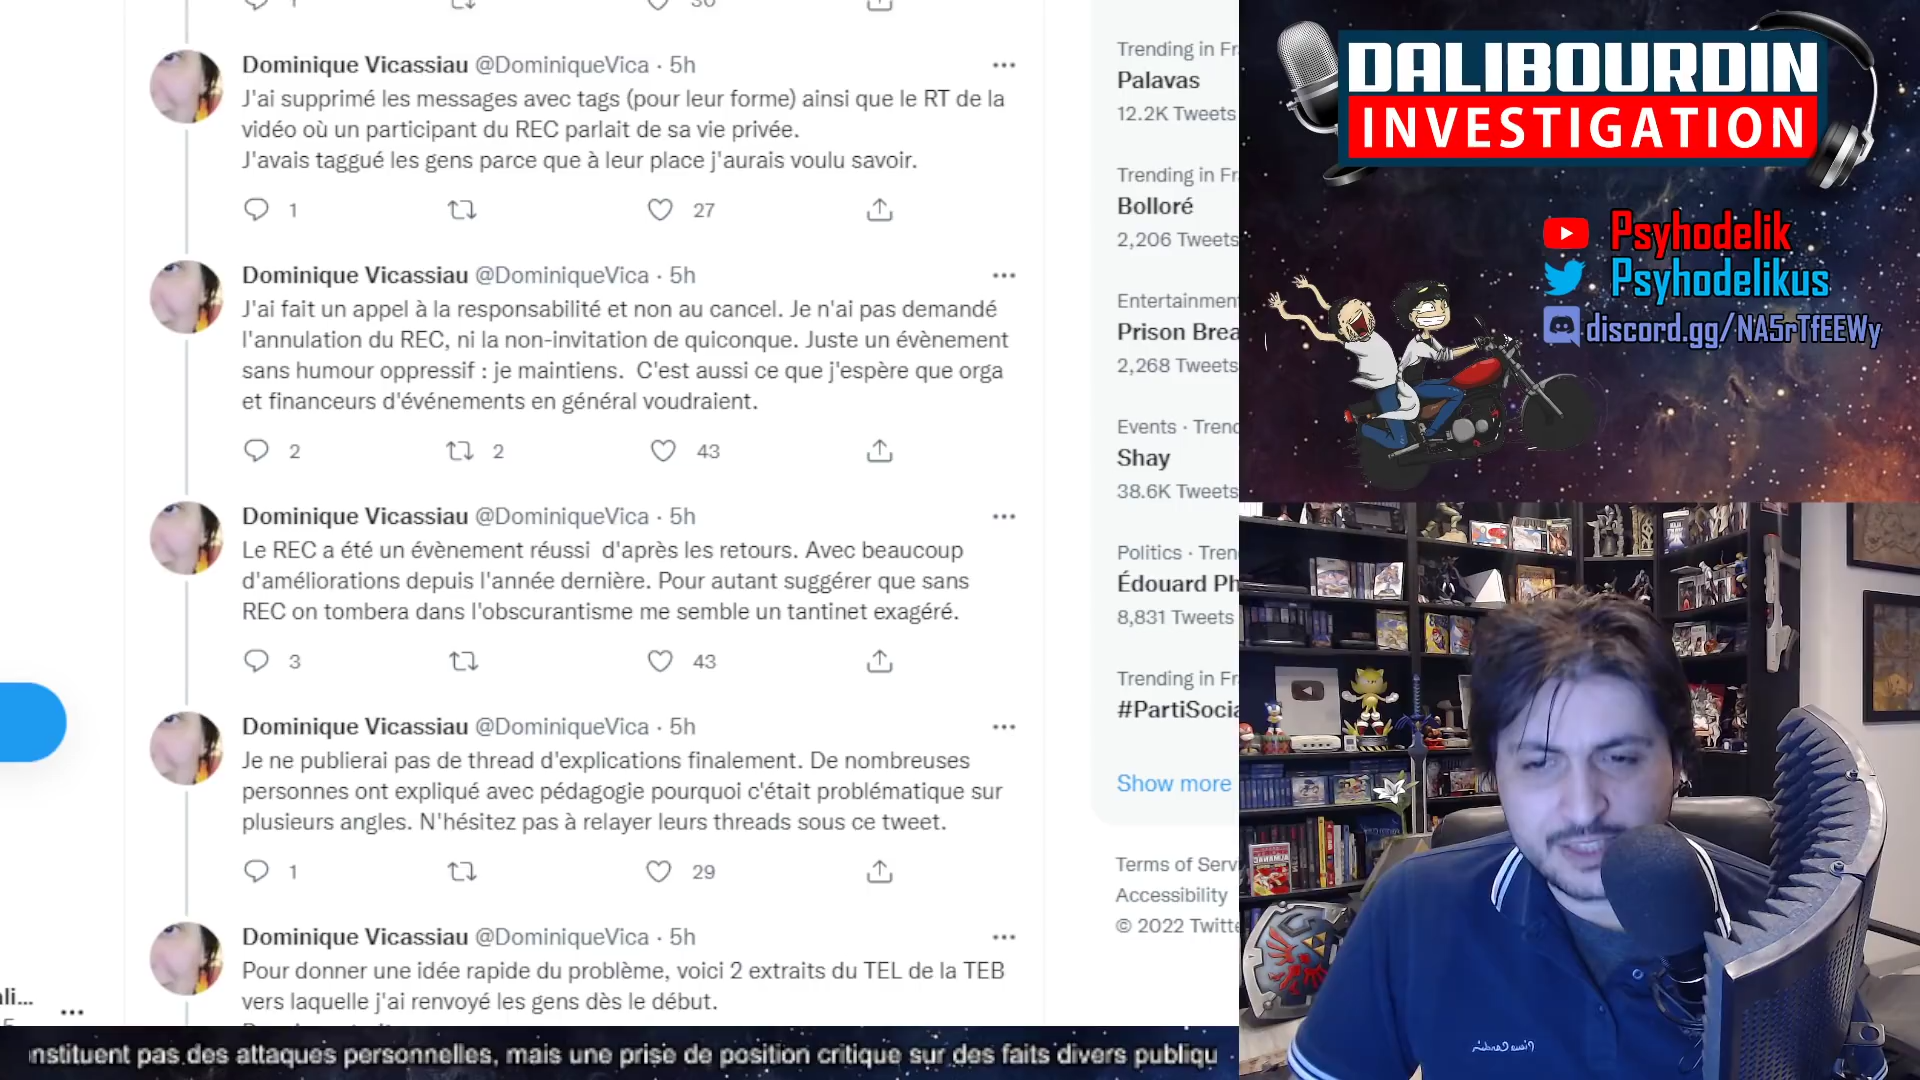 1
30
Dominique Vicassiau @DominiqueVica · 5h
J'ai supprimé les messages avec tags (pour leur forme) ainsi que le RT de la
vidéo où un participant du REC parlait de sa vie privée.
J'avais taggué les gens parce que à leur place j'aurais voulu savoir.
1
27
Dominique Vicassiau @DominiqueVica · 5h
J'ai fait un appel à la responsabilité et non au cancel. Je n'ai pas demandé
l'annulation du REC, ni la non-invitation de quiconque. Juste un évènement
sans humour oppressif : je maintiens.  C'est aussi ce que j'espère que orga
et financeurs d'événements en général voudraient.
2
2
43
Dominique Vicassiau @DominiqueVica · 5h
Le REC a été un évènement réussi  d'après les retours. Avec beaucoup
d'améliorations depuis l'année dernière. Pour autant suggérer que sans
REC on tombera dans l'obscurantisme me semble un tantinet exagéré.
3
43
Dominique Vicassiau @DominiqueVica · 5h
Je ne publierai pas de thread d'explications finalement. De nombreuses
personnes ont expliqué avec pédagogie pourquoi c'était problématique sur
plusieurs angles. N'hésitez pas à relayer leurs threads sous ce tweet.
1
29
Dominique Vicassiau @DominiqueVica · 5h
Pour donner une idée rapide du problème, voici 2 extraits du TEL de la TEB
vers laquelle j'ai renvoyé les gens dès le début.
Trending in Fr
Palavas
12.2K Tweets
Trending in Fr
Bolloré
2,206 Tweets
Entertainment
Prison Brea
2,268 Tweets
Events · Trend
Shay
38.6K Tweets
Politics · Tren
Édouard Ph
8,831 Tweets
Trending in Fr
#PartiSocia
Show more
Terms of Serv
Accessibility
© 2022 Twitte
DALIBOURDIN
INVESTIGATION
Psyhodelik
Psyhodelikus
discord.gg/NA5rTfEEWy
nstituent pas des attaques personnelles, mais une prise de position critique sur des faits divers publiqu